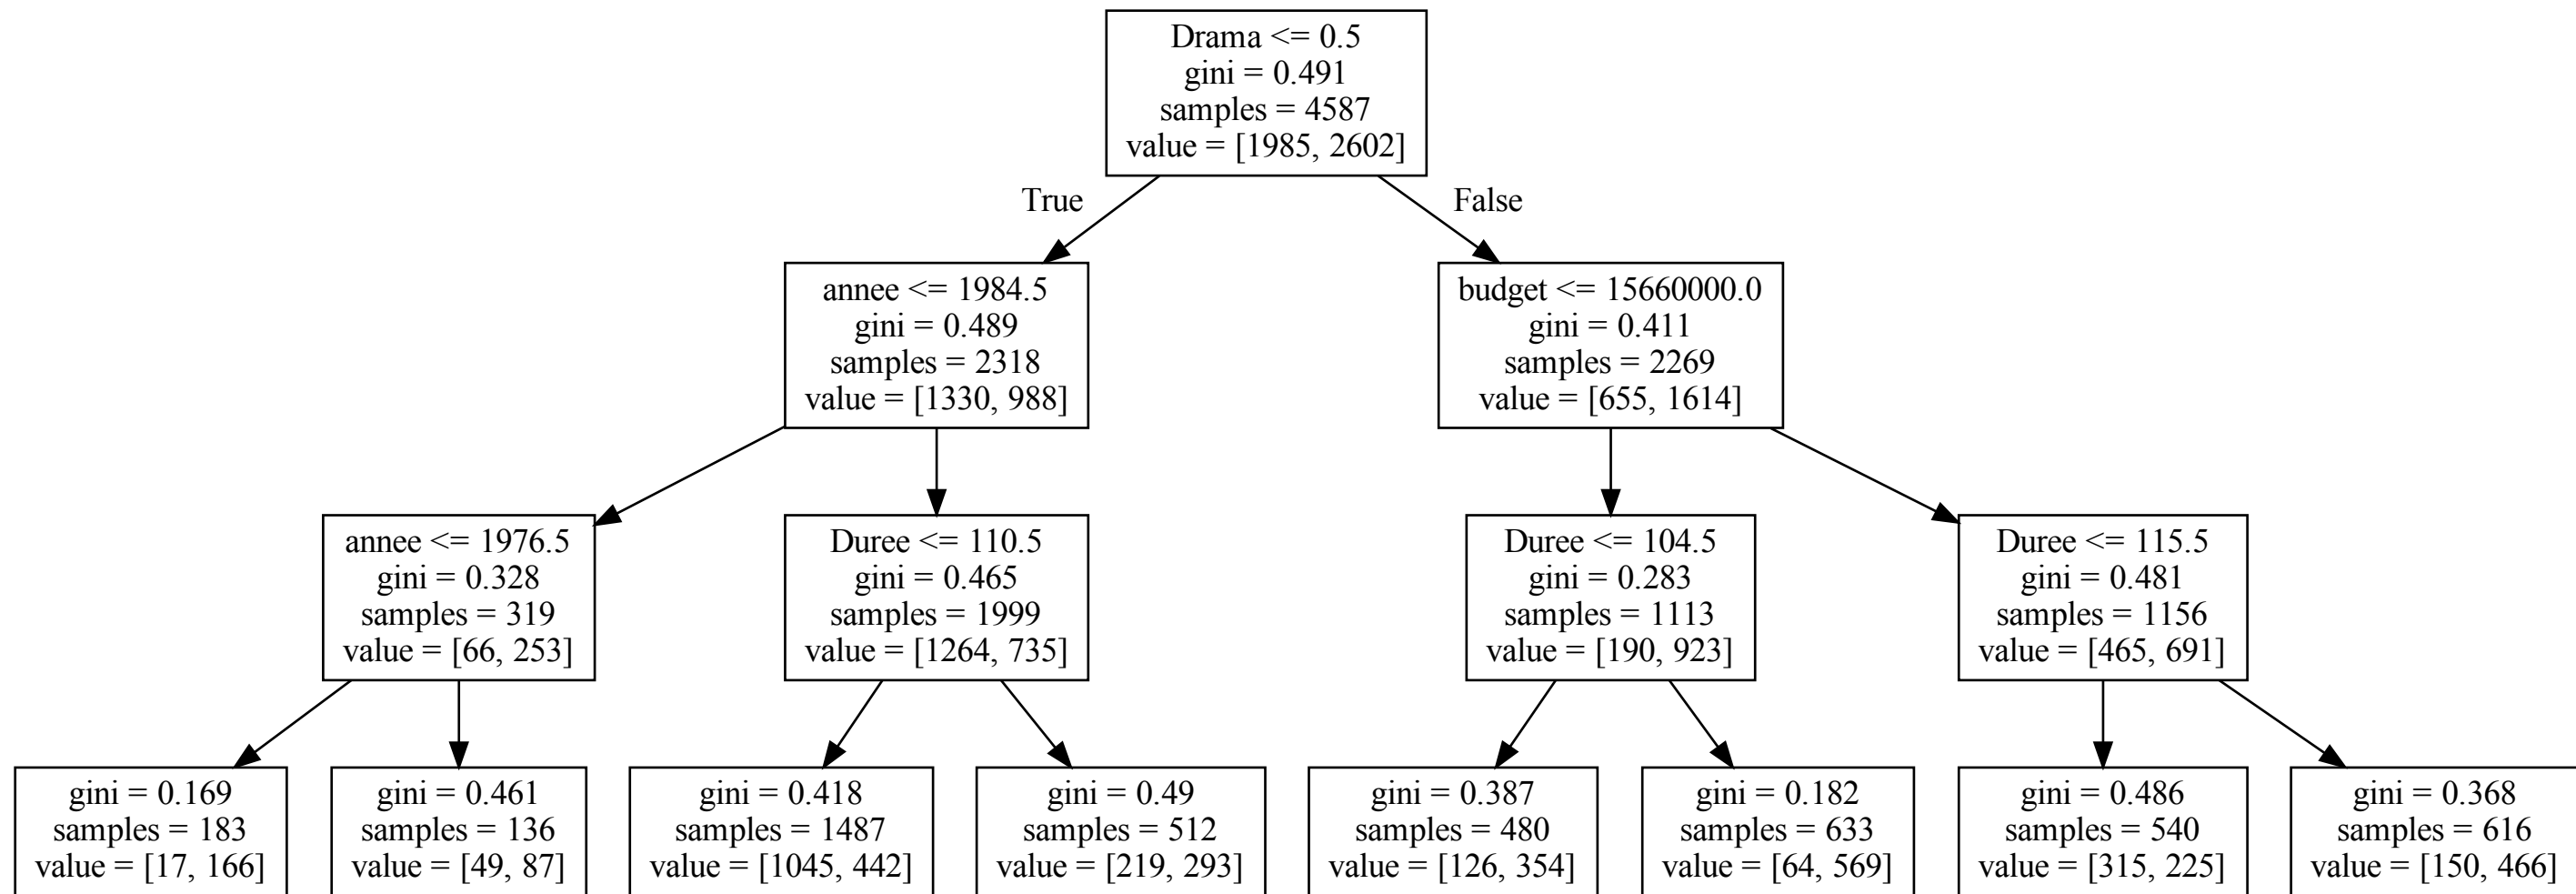 Drama <= 0.5
gini = 0.491
samples = 4587
value = [1985, 2602]
True
False
annee <= 1984.5
gini = 0.489
samples = 2318
value = [1330, 988]
budget <= 15660000.0
gini = 0.411
samples = 2269
value = [655, 1614]
annee <= 1976.5
gini = 0.328
samples = 319
value = [66, 253]
Duree <= 110.5
gini = 0.465
samples = 1999
value = [1264, 735]
Duree <= 104.5
gini = 0.283
samples = 1113
value = [190, 923]
Duree <= 115.5
gini = 0.481
samples = 1156
value = [465, 691]
gini = 0.169
samples = 183
value = [17, 166]
gini = 0.461
samples = 136
value = [49, 87]
gini = 0.418
samples = 1487
value = [1045, 442]
gini = 0.49
samples = 512
value = [219, 293]
gini = 0.387
samples = 480
value = [126, 354]
gini = 0.182
samples = 633
value = [64, 569]
gini = 0.486
samples = 540
value = [315, 225]
gini = 0.368
samples = 616
value = [150, 466]